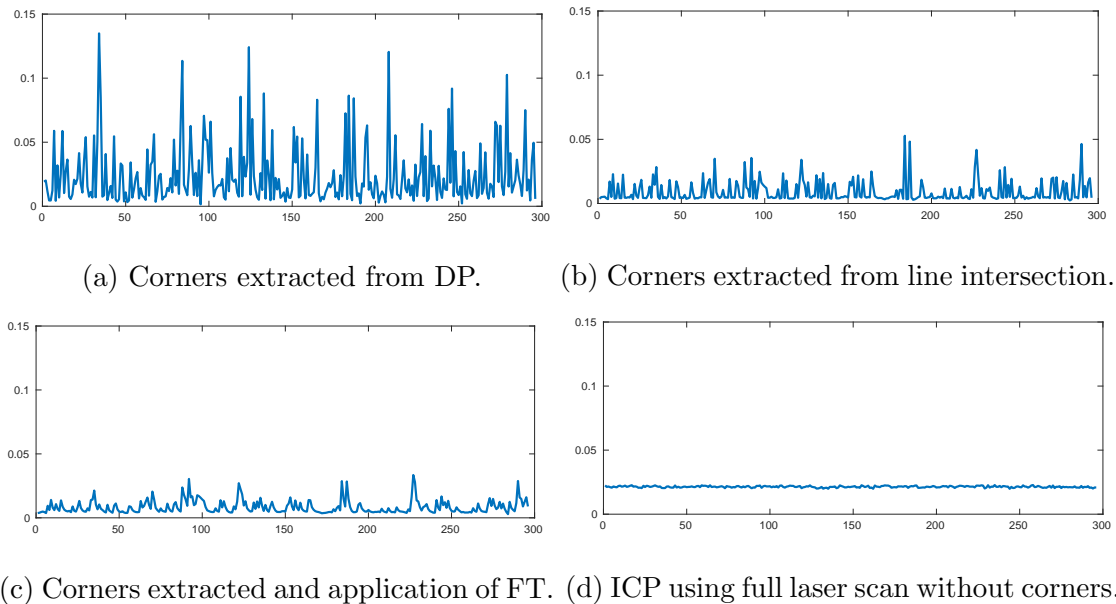 0.15
0.1
0.05
0
0 50 100 150 200 250 300
0.15
0.1
0.05
0
0 50 100 150 200 250 300
(a) Corners extracted from DP.
(b) Corners extracted from line intersection.
0.15
0.1
0.05
0
0 50 100 150 200 250 300
0.15
0.1
0.05
0
0 50 100 150 200 250 300
(c) Corners extracted and application of FT.
(d) ICP using full laser scan without corners.